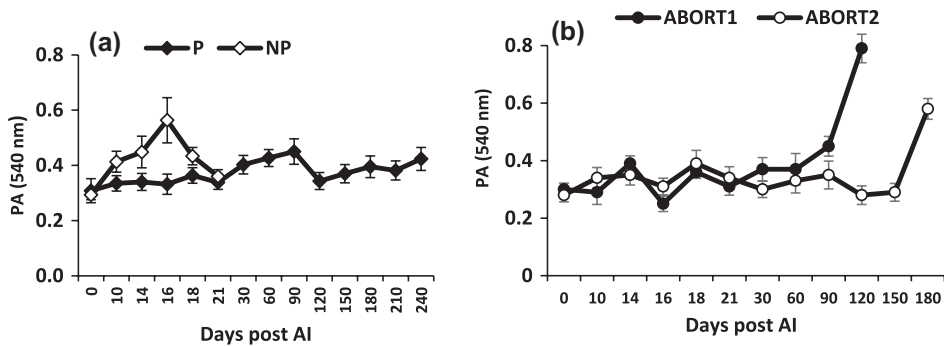 (a)
P NP
PA (540 nm)
0.8
0.6
0.4
0.2
0.0
0 10 14 16 18 21 30 60 90 120 150 180 210 240
Days post AI
ABORT1 ABORT2
(b)
PA (540 nm)
0.8
0.6
0.4
0.2
0
0 10 14 16 18 21 30 60 90 120 150 180
Days post AI